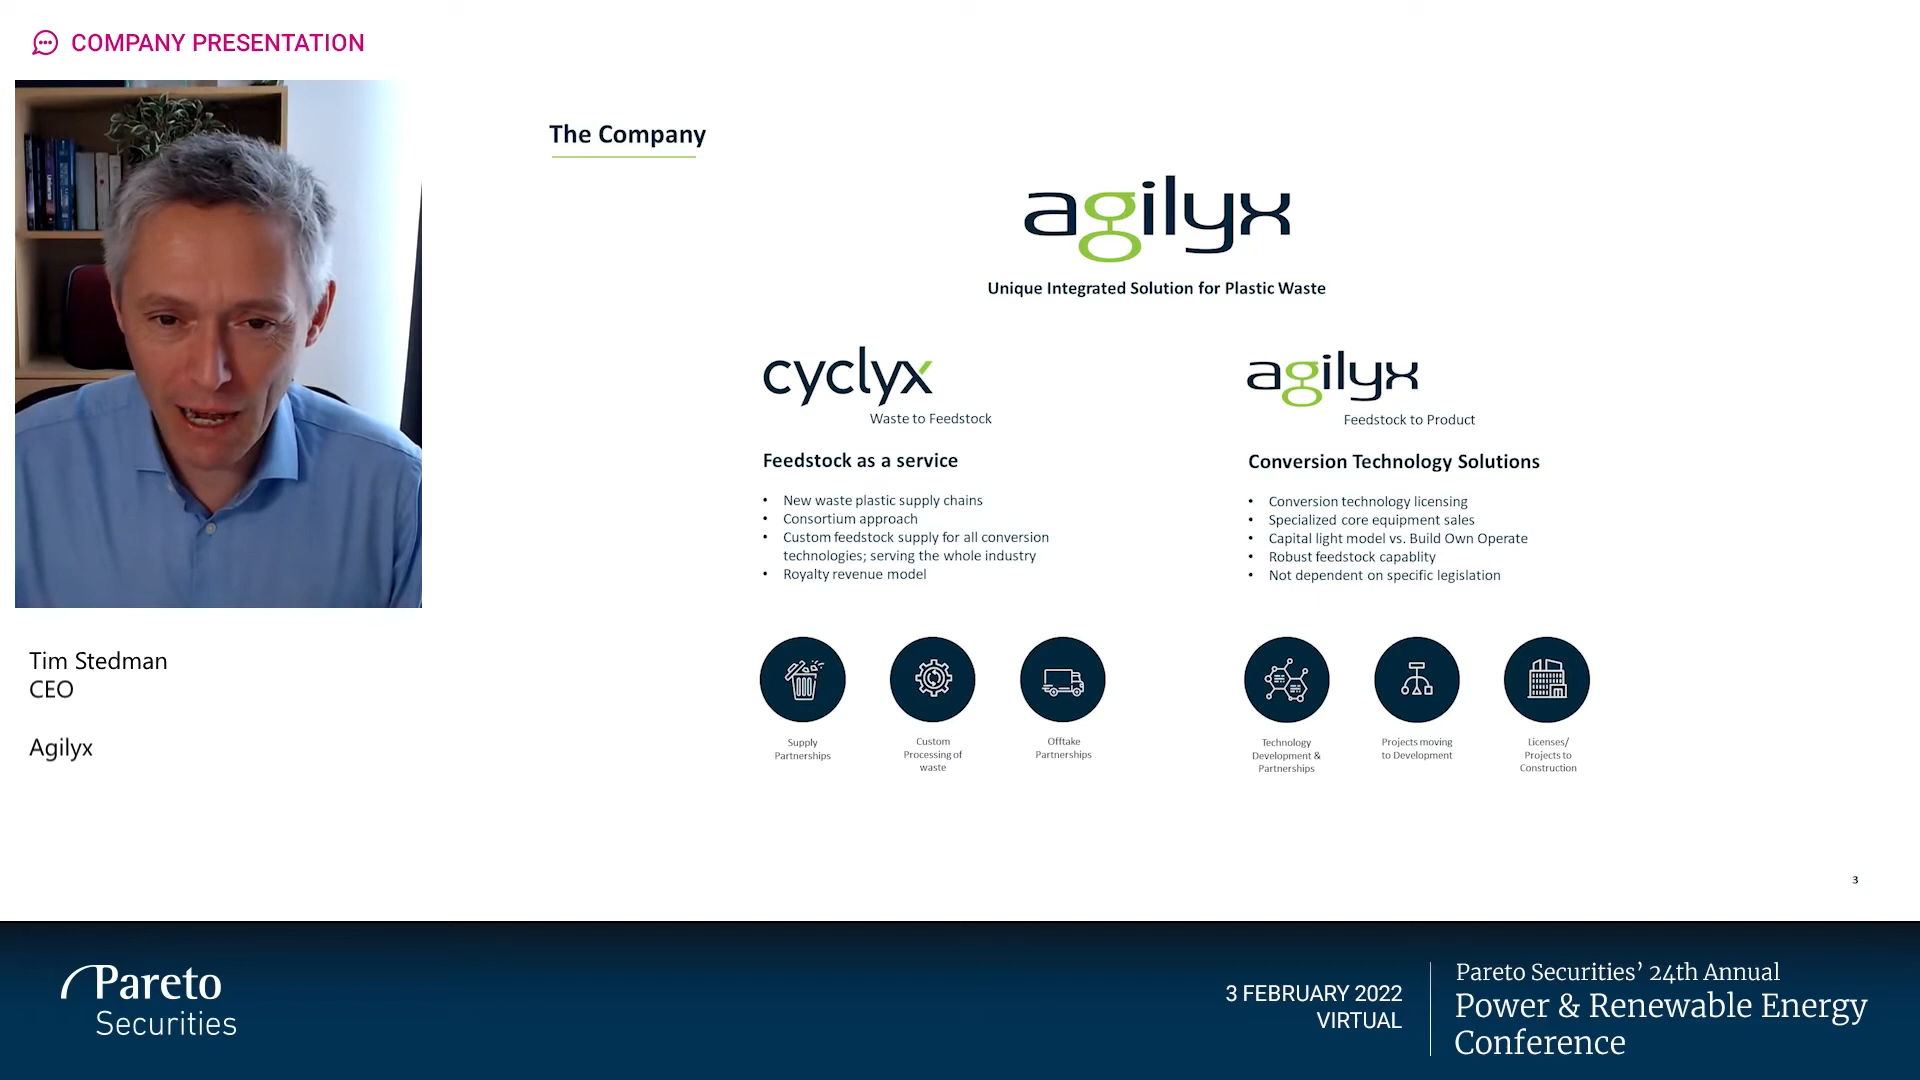 COMPANY PRESENTATION
The Company
agilyx
Unique Integrated Solution for Plastic Waste
cyclyx
Waste to Feedstock
Feedstock as a service
• New waste plastic supply chains
• Consortium approach
• Custom feedstock supply for all conversion
technologies; serving the whole industry
• Royalty revenue model
Supply
Partnerships
Custom
Processing of
waste
Offtake
Partnerships
agilyx
Feedstock to Product
Conversion Technology Solutions
• Conversion technology licensing
• Specialized core equipment sales
• Capital light model vs. Build Own Operate
• Robust feedstock capablity
• Not dependent on specific legislation
Technology
Development &
Partnerships
Projects moving
to Development
Licenses/
Projects to
Construction
Tim Stedman
CEO
Agilyx
3
Pareto
Securities
3 FEBRUARY 2022
VIRTUAL
Pareto Securities’ 24th Annual
Power & Renewable Energy
Conference